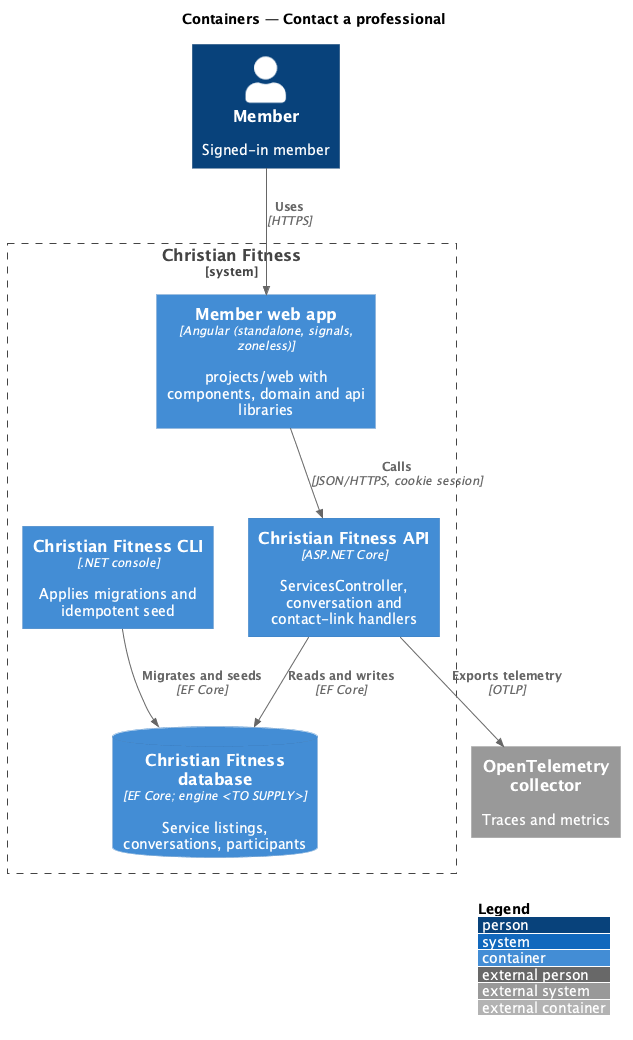 Containers — Contact a professional
Member
Signed-in member
Uses
[HTTPS]
Christian Fitness
[system]
Member web app
[Angular (standalone, signals,
zoneless)]
projects/web with
components, domain and api
libraries
Calls
[JSON/HTTPS, cookie session]
Christian Fitness CLI
[.NET console]
Applies migrations and
idempotent seed
Christian Fitness API
[ASP.NET Core]
ServicesController,
conversation and
contact-link handlers
Migrates and seeds
[EF Core]
Reads and writes
[EF Core]
Exports telemetry
[OTLP]
Christian Fitness
database
[EF Core; engine <TO SUPPLY>]
Service listings,
conversations, participants
OpenTelemetry
collector
Traces and metrics
Legend
person
system
container
external person
external system
external container